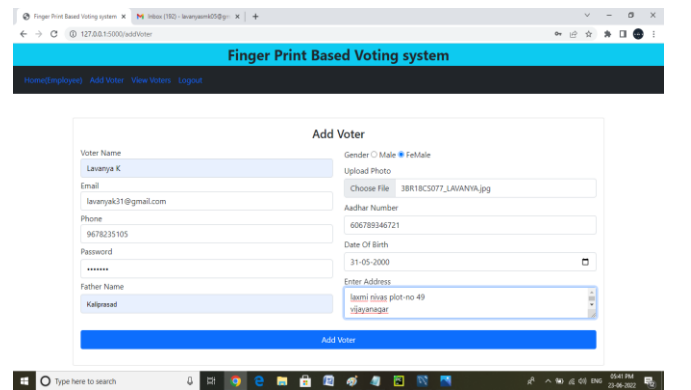 Finger Print Based Voting system
Inbox (192) - lavanyasmk05@gm
127.0.0.1:5000/addVoter
Finger Print Based Voting system
Home(Employee) Add Voter View Voters Logout
Add Voter
Voter Name
Lavanya K
Email
lavanyak31@gmail.com
Phone
9678235105
Password
•••••••
Father Name
Kaliprasad
Gender Male FeMale
Upload Photo
Choose File 3BR18CS077_LAVANYA.jpg
Aadhar Number
606789346721
Date Of Birth
31-05-2000
Enter Address
laxmi nivas plot-no 49
vijayanagar
Add Voter
Type here to search
ENG
05:41 PM
23-06-2022